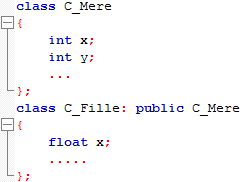 class C_Mere
{
int x;
int y;
...
};
class C_Fille: public C_Mere
{
float x;
.....
};